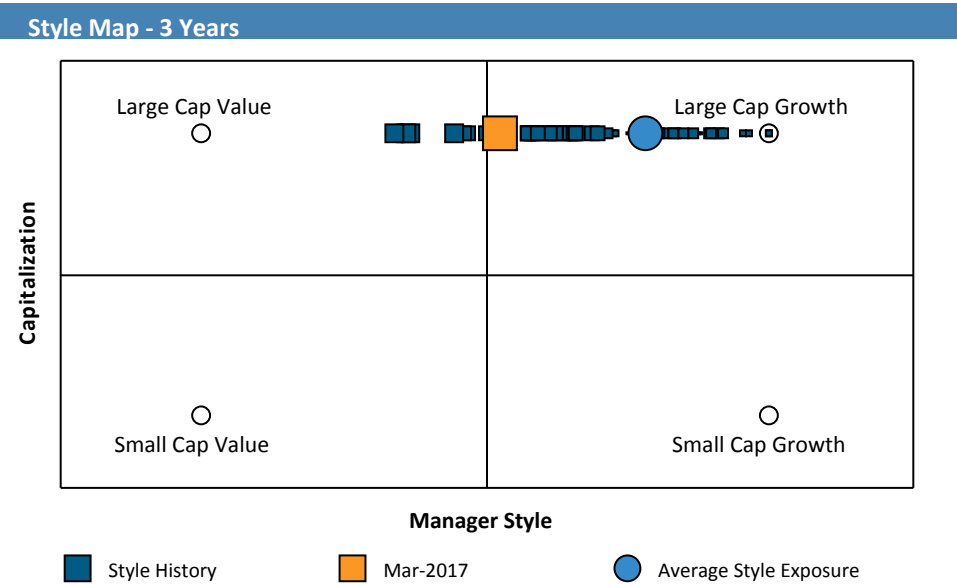 Style Map - 3 Years
Large Cap Value
Large Cap Growth
Capitalization
Small Cap Value
Small Cap Growth
Manager Style
Style History
Mar-2017
Average Style Exposure